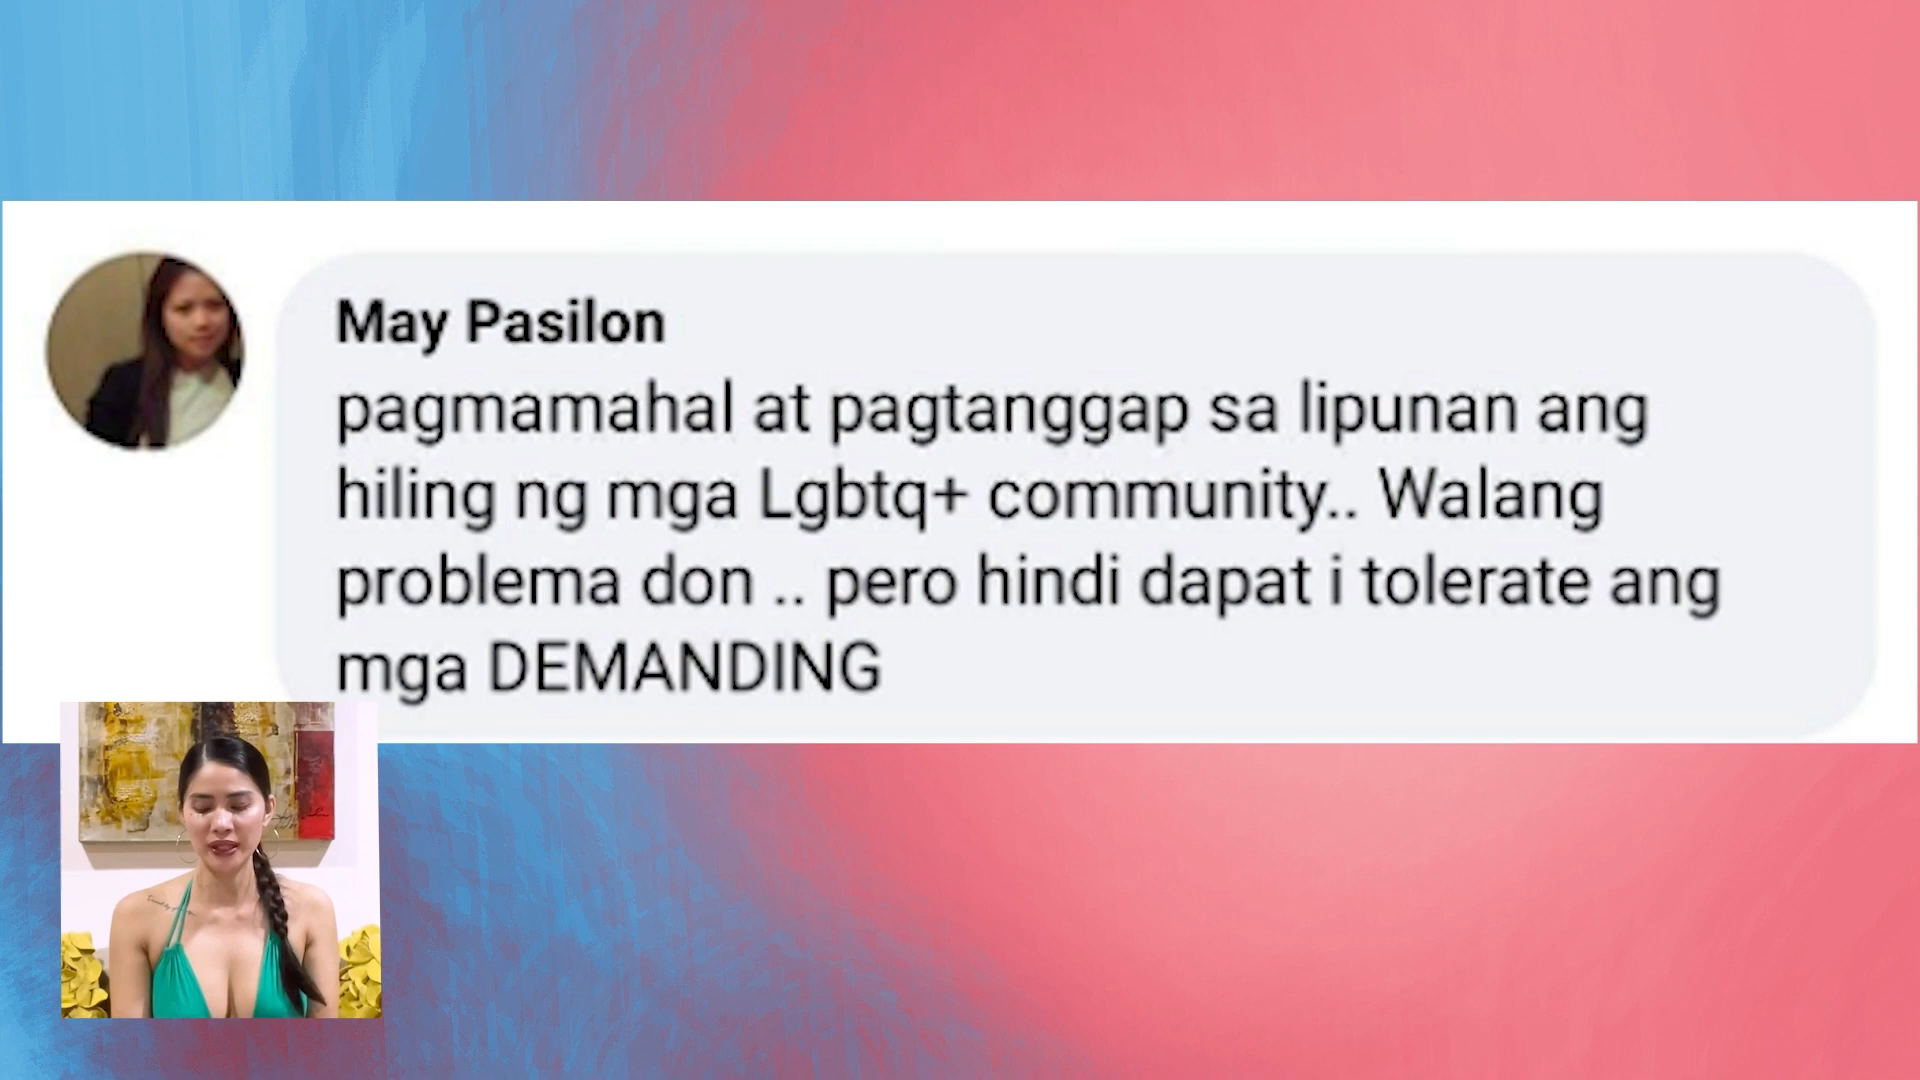 May Pasilon
pagmamahal at pagtanggap sa lipunan ang
hiling ng mga Lgbtq+ community.. Walang
problema don .. pero hindi dapat i tolerate ang
mga DEMANDING